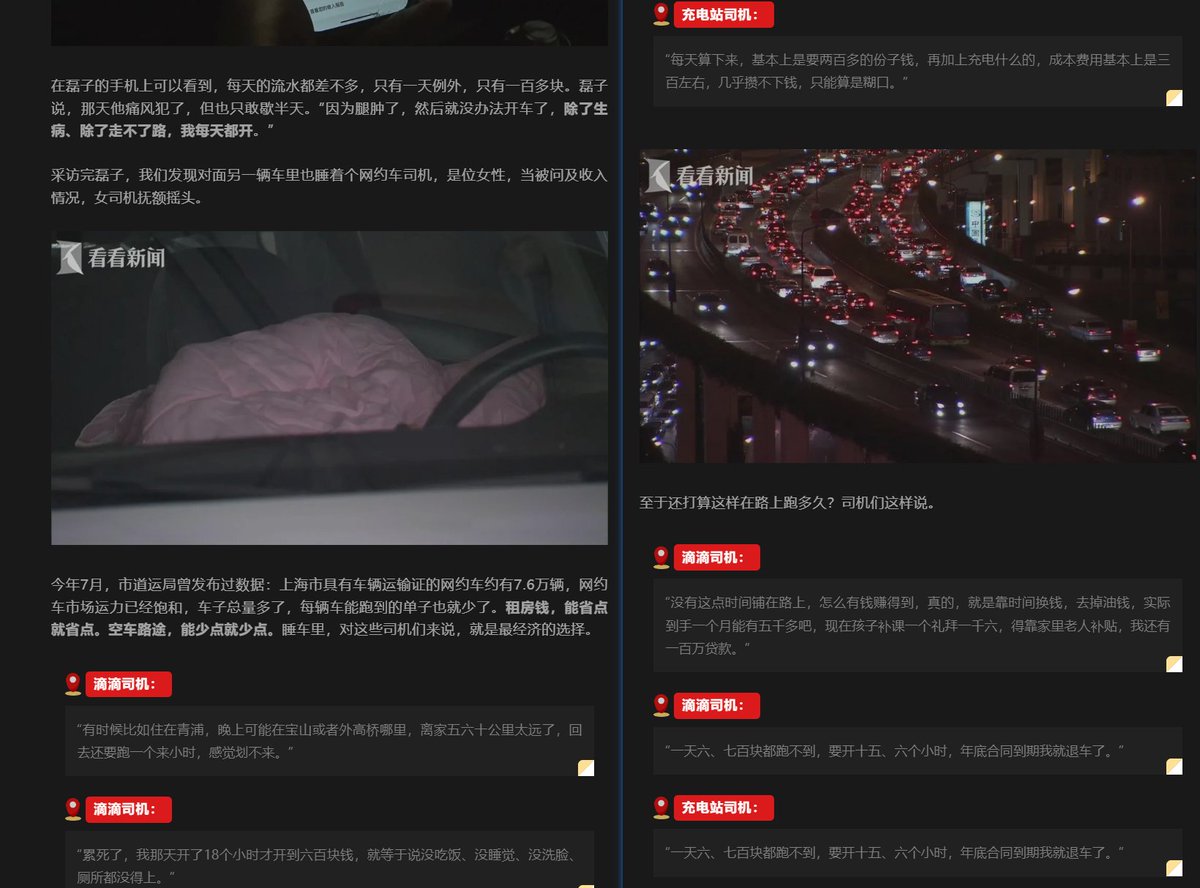 在磊子的手机上可以看到，每天的流水都差不多，只有一天例外，只有一百多块。磊子
说，那天他痛风犯了，但也只敢歇半天。“因为腿肿了，然后就没办法开车了，除了生
病、除了走不了路，我每天都开。”
采访完磊子，我们发现对面另一辆车里也睡着个网约车司机，是位女性，当被问及收入
情况，女司机抚额摇头。
看看新闻
今年7月，市道运局曾发布过数据：上海市具有车辆运输证的网约车约有7.6万辆，网约
车市场运力已经饱和，车子总量多了，每辆车能跑到的单子也就少了。租房钱，能省点
就省点。空车路途，能少点就少点。睡车里，对这些司机们来说，就是最经济的选择。
滴滴司机：
“有时候比如住在青浦，晚上可能在宝山或者外高桥哪里，离家五六十公里太远了，回
去还要跑一个来小时，感觉划不来。”
滴滴司机：
“累死了，我那天开了18个小时才开到六百块钱，就等于说没吃饭、没睡觉、没洗脸、
厕所都没得上。”
充电站司机：
“每天算下来，基本上是要两百多的份子钱，再加上充电什么的，成本费用基本上是三
百左右，几乎攒不下钱，只能算是糊口。”
看看新闻
至于还打算这样在路上跑多久？司机们这样说。
滴滴司机：
“没有这点时间铺在路上，怎么有钱赚得到，真的，就是靠时间换钱，去掉油钱，实际
到手一个月能有五千多吧，现在孩子补课一个礼拜一千六，得靠家里老人补贴，我还有
一百万贷款。”
滴滴司机：
“一天六、七百块都跑不到，要开十五、六个小时，年底合同到期我就退车了。”
充电站司机：
“一天六、七百块都跑不到，要开十五、六个小时，年底合同到期我就退车了。”